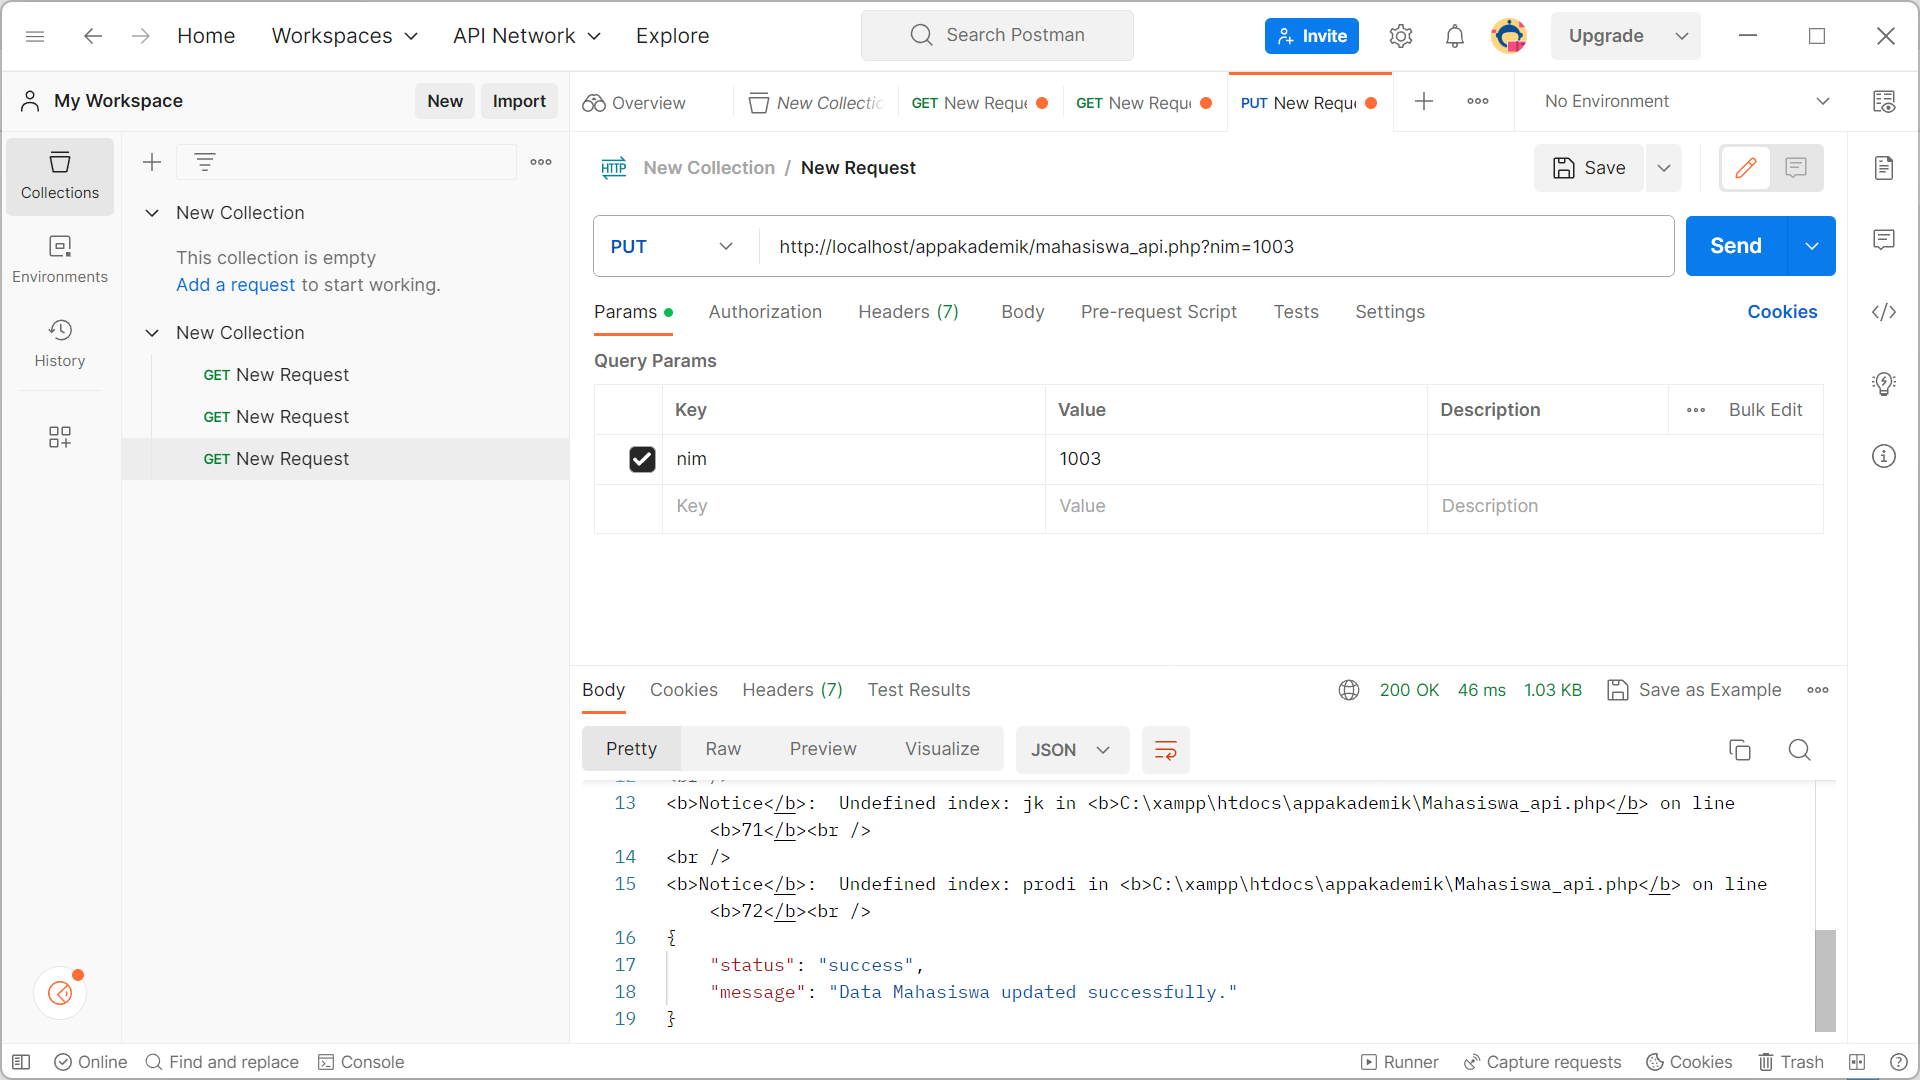 Home
Workspaces
API Network
Explore
Search Postman
Invite
Upgrade
My Workspace
New
Import
Overview
New Collectio
GET New Reque
GET New Reque
PUT New Reque
No Environment
Collections
Environments
History
New Collection
This collection is empty
Add a request to start working.
New Collection
GET New Request
GET New Request
GET New Request
HTTP
New Collection / New Request
Save
PUT
http://localhost/appakademik/mahasiswa_api.php?nim=1003
Send
Params
Authorization
Headers (7)
Body
Pre-request Script
Tests
Settings
Cookies
Query Params
Key
Value
Description
Bulk Edit
nim
1003
Key
Value
Description
Body
Cookies
Headers (7)
Test Results
200 OK
46 ms
1.03 KB
Save as Example
Pretty
Raw
Preview
Visualize
JSON
12 <br />
13 <b>Notice</b>:  Undefined index: jk in <b>C:\xampp\htdocs\appakademik\Mahasiswa_api.php</b> on line
<b>71</b><br />
14 <br />
15 <b>Notice</b>:  Undefined index: prodi in <b>C:\xampp\htdocs\appakademik\Mahasiswa_api.php</b> on line
<b>72</b><br />
16 {
17 "status": "success",
18 "message": "Data Mahasiswa updated successfully."
19 }
Online
Find and replace
Console
Runner
Capture requests
Cookies
Trash